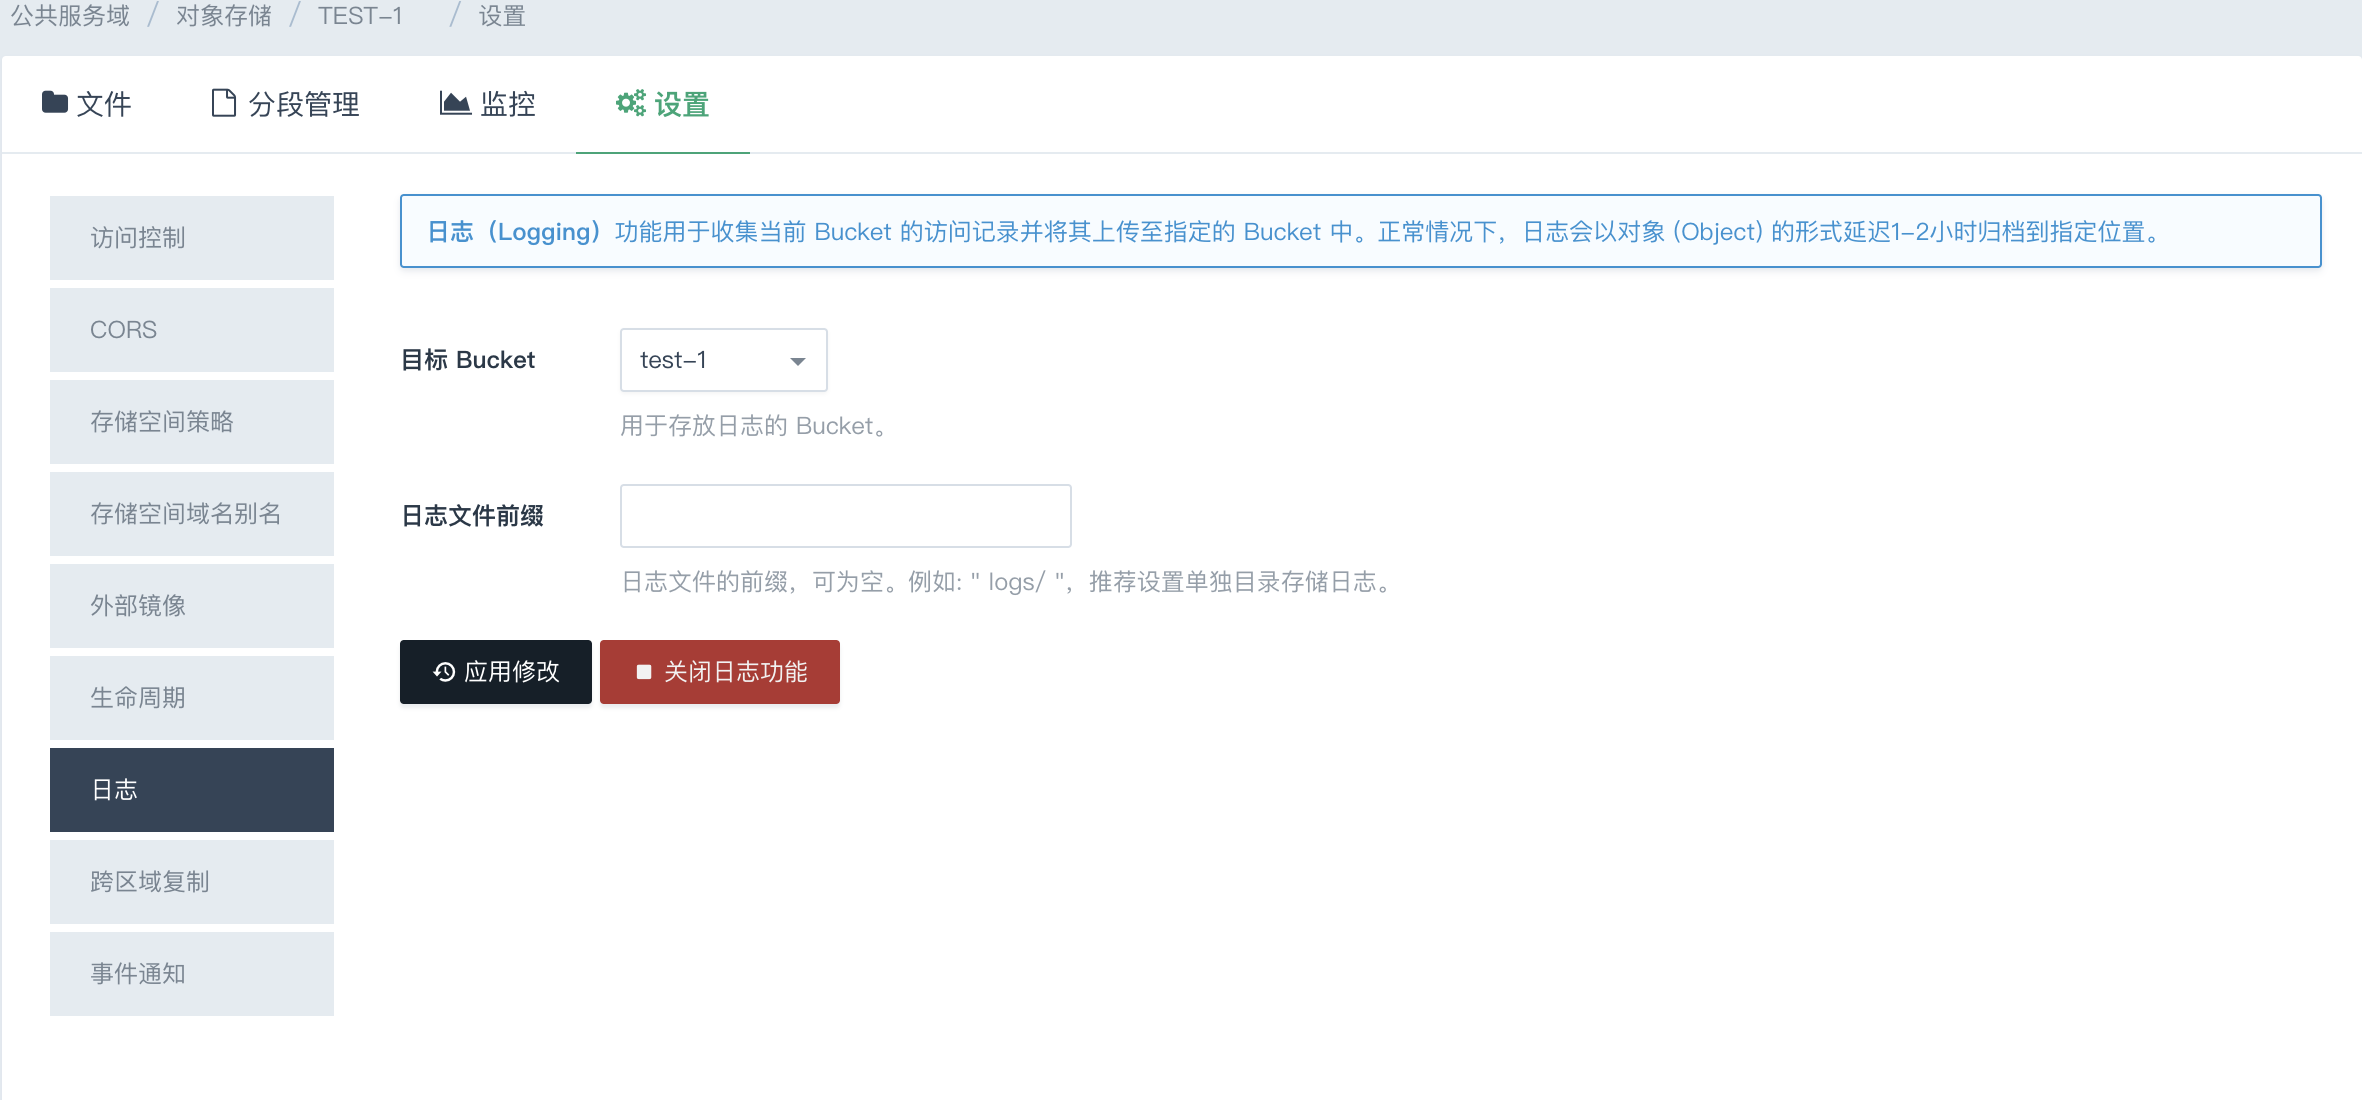 公共服务域 / 对象存储 / TEST-1 / 设置
文件
分段管理
监控
设置
访问控制
CORS
存储空间策略
存储空间域名别名
外部镜像
生命周期
日志
跨区域复制
事件通知
日志（Logging）功能用于收集当前 Bucket 的访问记录并将其上传至指定的 Bucket 中。正常情况下，日志会以对象 (Object) 的形式延迟1-2小时归档到指定位置。
目标 Bucket
test-1
用于存放日志的 Bucket。
日志文件前缀
日志文件的前缀，可为空。例如: " logs/ "，推荐设置单独目录存储日志。
应用修改
关闭日志功能